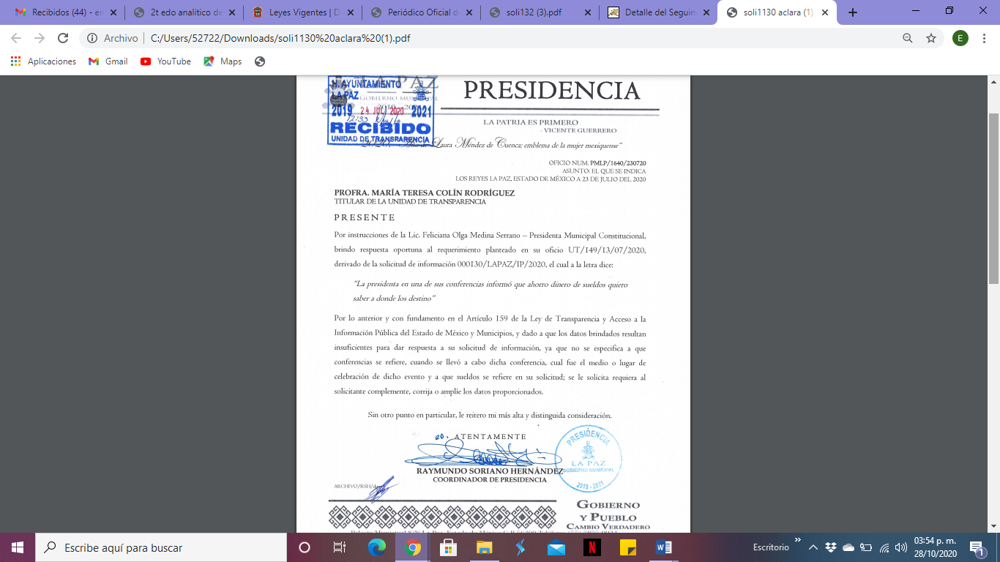 Recibidos (44) - en
2t edo analitico de
Leyes Vigentes | D
Periódico Oficial d
soli132 (3).pdf
Detalle del Seguim
soli1130 aclara (1).
Archivo
C:/Users/52722/Downloads/soli1130%20aclara%20(1).pdf
E
Aplicaciones
Gmail
YouTube
Maps
LA PAZ
GOBIERNO MUNICIPAL
H. AYUNTAMIENTO
LA PAZ
2019 24 JUL 2020 2021
12:33
RECIBIDO
UNIDAD DE TRANSPARENCIA
PRESIDENCIA
LA PATRIA ES PRIMERO
- VICENTE GUERRERO
Año de Laura Méndez de Cuenca; emblema de la mujer mexiquense”
OFICIO NUM. PMLP/1640/230720
ASUNTO: EL QUE SE INDICA
LOS REYES LA PAZ, ESTADO DE MÉXICO A 23 DE JULIO DEL 2020
PROFRA. MARÍA TERESA COLÍN RODRÍGUEZ
TITULAR DE LA UNIDAD DE TRANSPARENCIA
P R E S E N T E
Por instrucciones de la Lic. Feliciana Olga Medina Serrano – Presidenta Municipal Constitucional,
brindo respuesta oportuna al requerimiento planteado en su oficio UT/149/13/07/2020,
derivado de la solicitud de información 000130/LAPAZ/IP/2020, el cual a la letra dice:
“La presidenta en una de sus conferencias informó que ahorro dinero de sueldos quiero
saber a donde los destino”
Por lo anterior y con fundamento en el Artículo 159 de la Ley de Transparencia y Acceso a la
Información Pública del Estado de México y Municipios, y dado a que los datos brindados resultan
insuficientes para dar respuesta a su solicitud de información, ya que no se especifica a que
conferencias se refiere, cuando se llevó a cabo dicha conferencia, cual fue el medio o lugar de
celebración de dicho evento y a que sueldos se refiere en su solicitud; se le solicita requiera al
solicitante complemente, corrija o amplíe los datos proporcionados.
Sin otro punto en particular, le reitero mi más alta y distinguida consideración.
A T E N T A M E N T E
RAYMUNDO SORIANO HERNÁNDEZ
COORDINADOR DE PRESIDENCIA
PRESIDENCIA
LA PAZ
GOBIERNO MUNICIPAL
2019 - 2021
ARCHIVO/RSH/
GOBIERNO
Y PUEBLO
CAMBIO VERDADERO
Escribe aquí para buscar
Escritorio
03:54 p. m.
28/10/2020
1